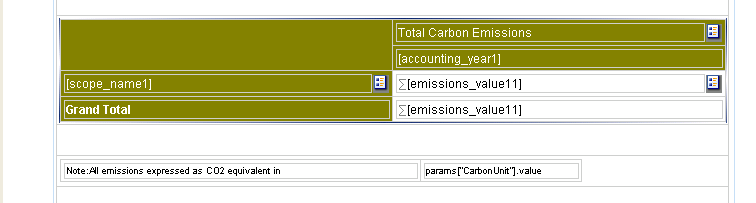 Total Carbon Emissions
[accounting_year1]
[scope_name1] ∑[emissions_value11]
Grand Total ∑[emissions_value11]
Note:All emissions expressed as CO2 equivalent in params["CarbonUnit"].value